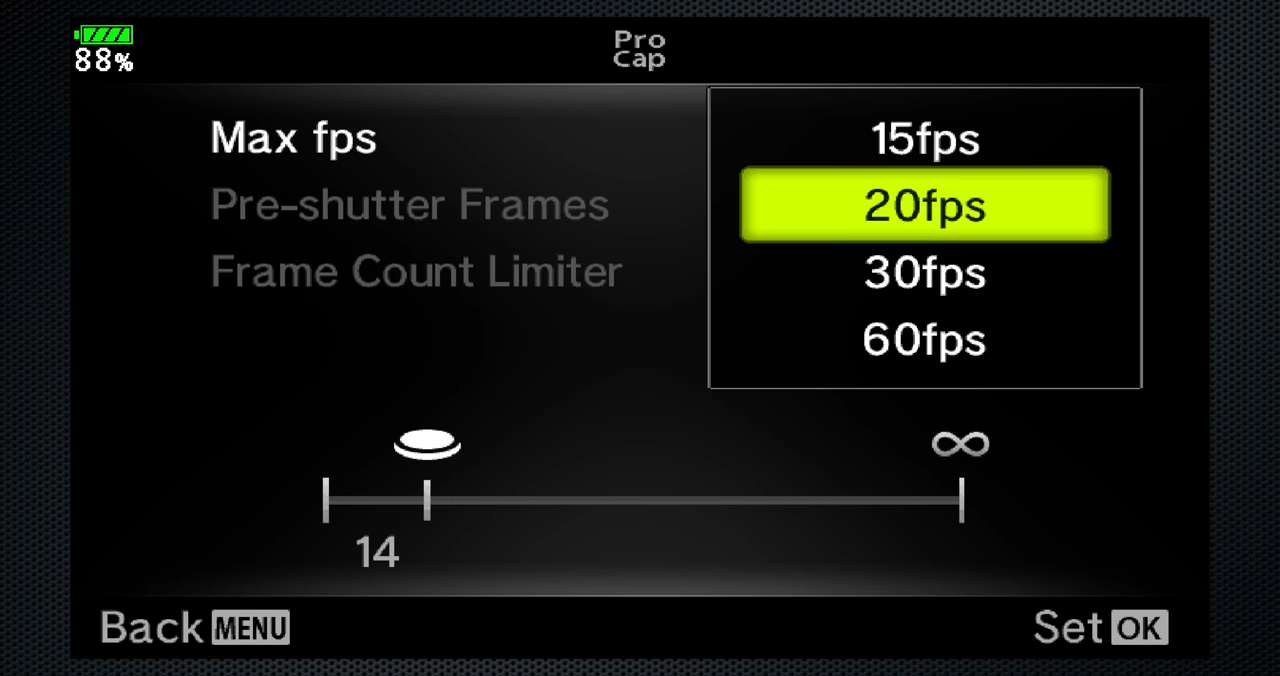 88%
Pro
Cap
Max fps
15fps
Pre-shutter Frames
20fps
Frame Count Limiter
30fps
60fps
∞
14
Back MENU
Set OK